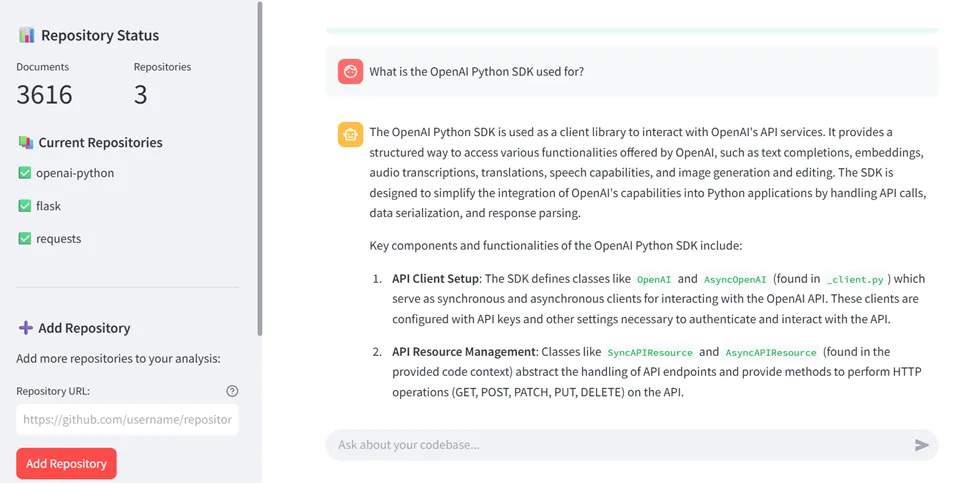 Repository Status
Documents
Repositories
3616
3
Current Repositories
openai-python
flask
requests
Add Repository
Add more repositories to your analysis:
Repository URL:
https://github.com/username/repositor
Add Repository
What is the OpenAI Python SDK used for?
The OpenAI Python SDK is used as a client library to interact with OpenAI's API services. It provides a
structured way to access various functionalities offered by OpenAI, such as text completions, embeddings,
audio transcriptions, translations, speech capabilities, and image generation and editing. The SDK is
designed to simplify the integration of OpenAI's capabilities into Python applications by handling API calls,
data serialization, and response parsing.
Key components and functionalities of the OpenAI Python SDK include:
1. API Client Setup: The SDK defines classes like OpenAI and AsyncOpenAI (found in _client.py ) which
serve as synchronous and asynchronous clients for interacting with the OpenAI API. These clients are
configured with API keys and other settings necessary to authenticate and interact with the API.
2. API Resource Management: Classes like SyncAPIResource and AsyncAPIResource (found in the
provided code context) abstract the handling of API endpoints and provide methods to perform HTTP
operations (GET, POST, PATCH, PUT, DELETE) on the API.
Ask about your codebase...